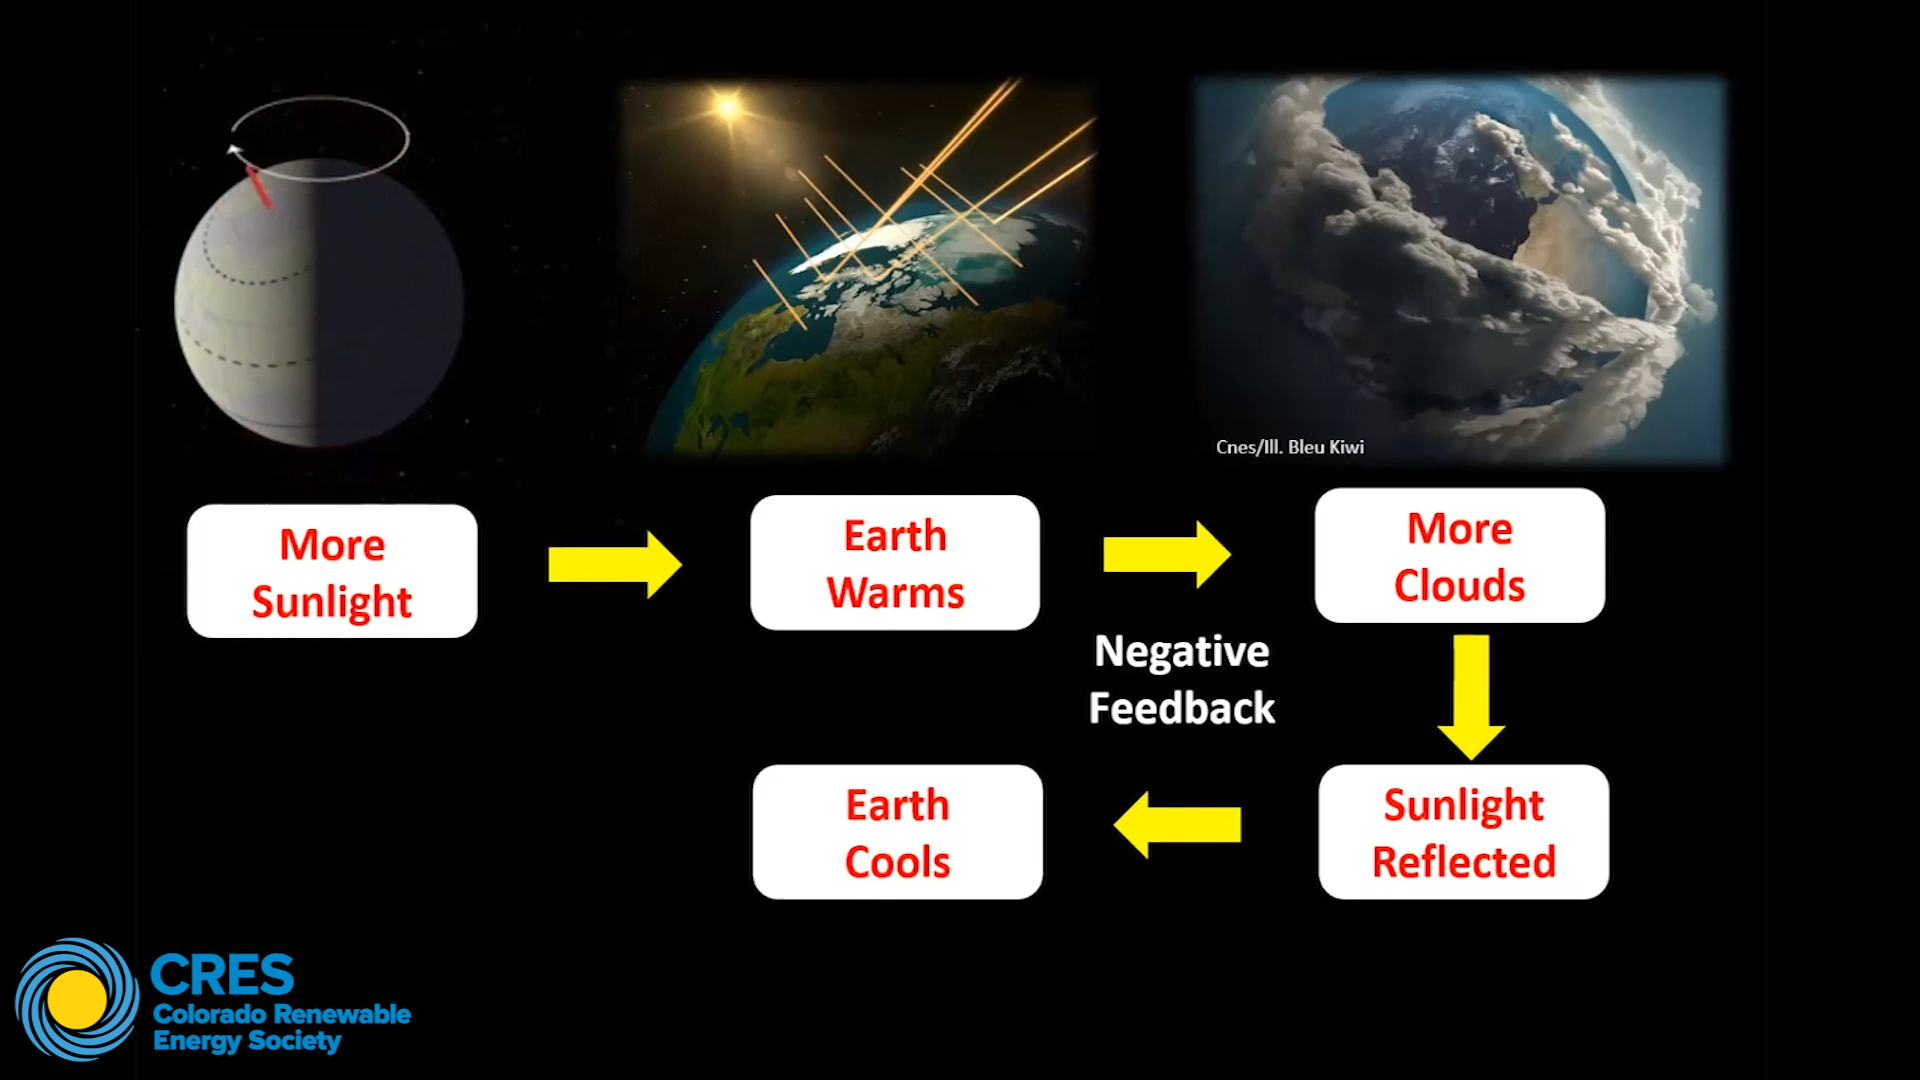 Cnes/Ill. Bleu Kiwi
More
Sunlight
Earth
Warms
More
Clouds
Negative
Feedback
Earth
Cools
Sunlight
Reflected
CRES
Colorado Renewable
Energy Society